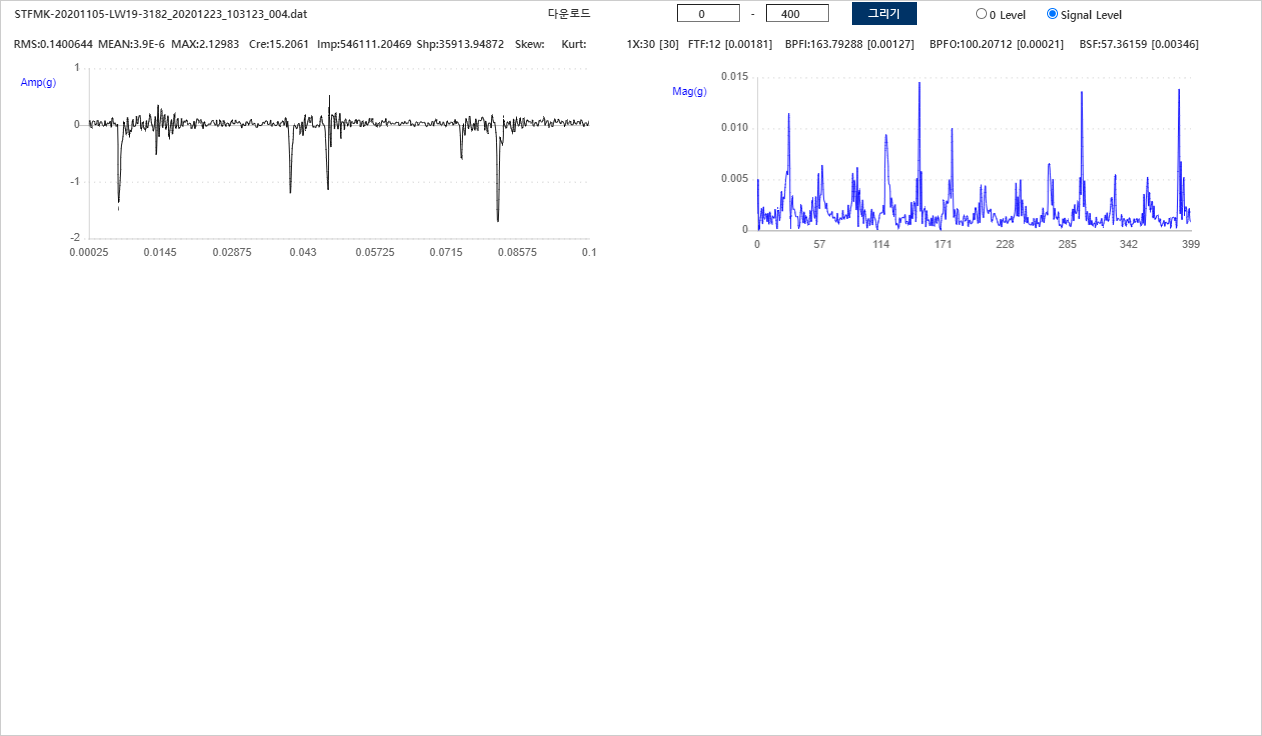 STFMK-20201105-LW19-3182_20201223_103123_004.dat 다운로드 0 - 400 그리기 0 Level Signal Level
RMS:0.1400644 MEAN:3.9E-6 MAX:2.12983 Cre:15.2061 Imp:546111.20469 Shp:35913.94872 Skew: Kurt: 1X:30 [30] FTF:12 [0.00181] BPFI:163.79288 [0.00127] BPFO:100.20712 [0.00021] BSF:57.36159 [0.00346]
Amp(g)
1
0
-1
-2
0.00025 0.0145 0.02875 0.043 0.05725 0.0715 0.08575 0.1
Mag(g)
0.015
0.010
0.005
0
0 57 114 171 228 285 342 399